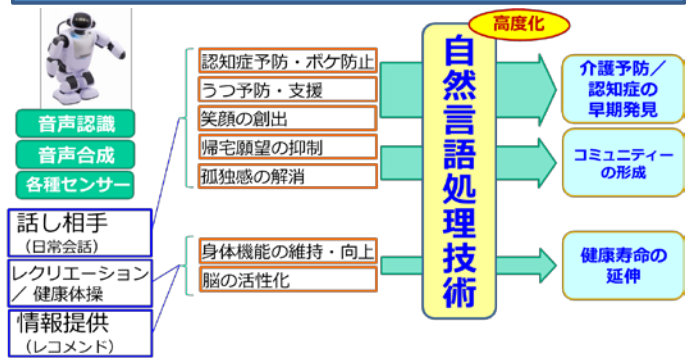 音声認識
音声合成
各種センサー
話し相手
（日常会話）
レクリエーション
/ 健康体操
情報提供
（レコメンド）
認知症予防・ボケ防止
うつ予防・支援
笑顔の創出
帰宅願望の抑制
孤独感の解消
身体機能の維持・向上
脳の活性化
高度化
自然言語処理技術
介護予防／
認知症の
早期発見
コミュニティー
の形成
健康寿命の
延伸